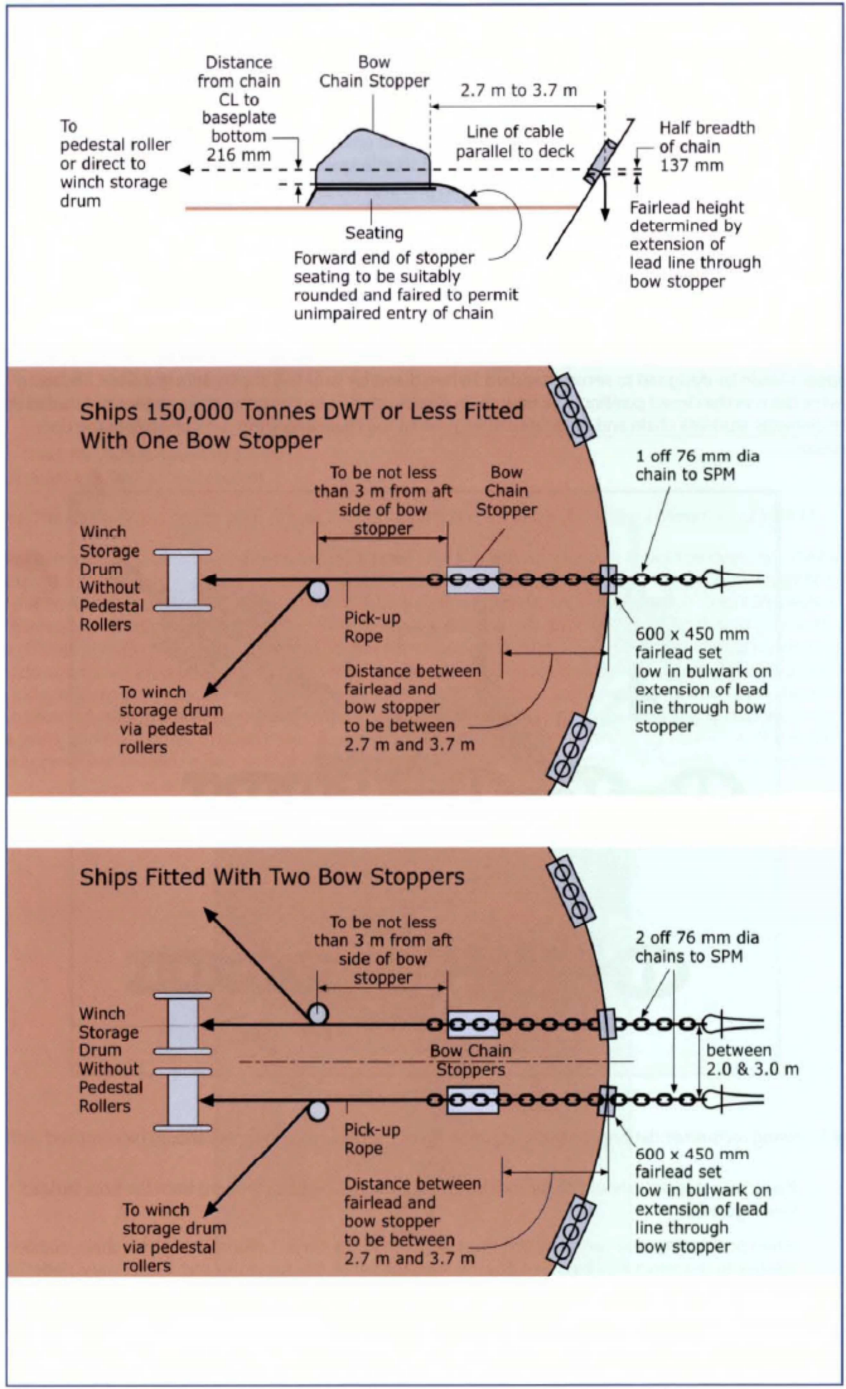 Distance
from chain
CL to
baseplate
bottom
216 mm
Bow
Chain Stopper
2.7 m to 3.7 m
To
pedestal roller
or direct to
winch storage
drum
Line of cable
parallel to deck
Half breadth
of chain
137 mm
Seating
Forward end of stopper
seating to be suitably
rounded and faired to permit
unimpaired entry of chain
Fairlead height
determined by
extension of
lead line through
bow stopper
Ships 150,000 Tonnes DWT or Less Fitted
With One Bow Stopper
To be not less
than 3 m from aft
side of bow
stopper
Bow
Chain
Stopper
1 off 76 mm dia
chain to SPM
Winch
Storage
Drum
Without
Pedestal
Rollers
Pick-up
Rope
600 x 450 mm
fairlead set
low in bulwark on
extension of lead
line through bow
stopper
Distance between
fairlead and
bow stopper
to be between
2.7 m and 3.7 m
To winch
storage drum
via pedestal
rollers
Ships Fitted With Two Bow Stoppers
To be not less
than 3 m from aft
side of bow
stopper
2 off 76 mm dia
chains to SPM
Winch
Storage
Drum
Without
Pedestal
Rollers
Bow Chain
Stoppers
between
2.0 & 3.0 m
Pick-up
Rope
600 x 450 mm
fairlead set
low in bulwark on
extension of lead
line through
bow stopper
Distance between
fairlead and
bow stopper
to be between
2.7 m and 3.7 m
To winch
storage drum
via pedestal
rollers